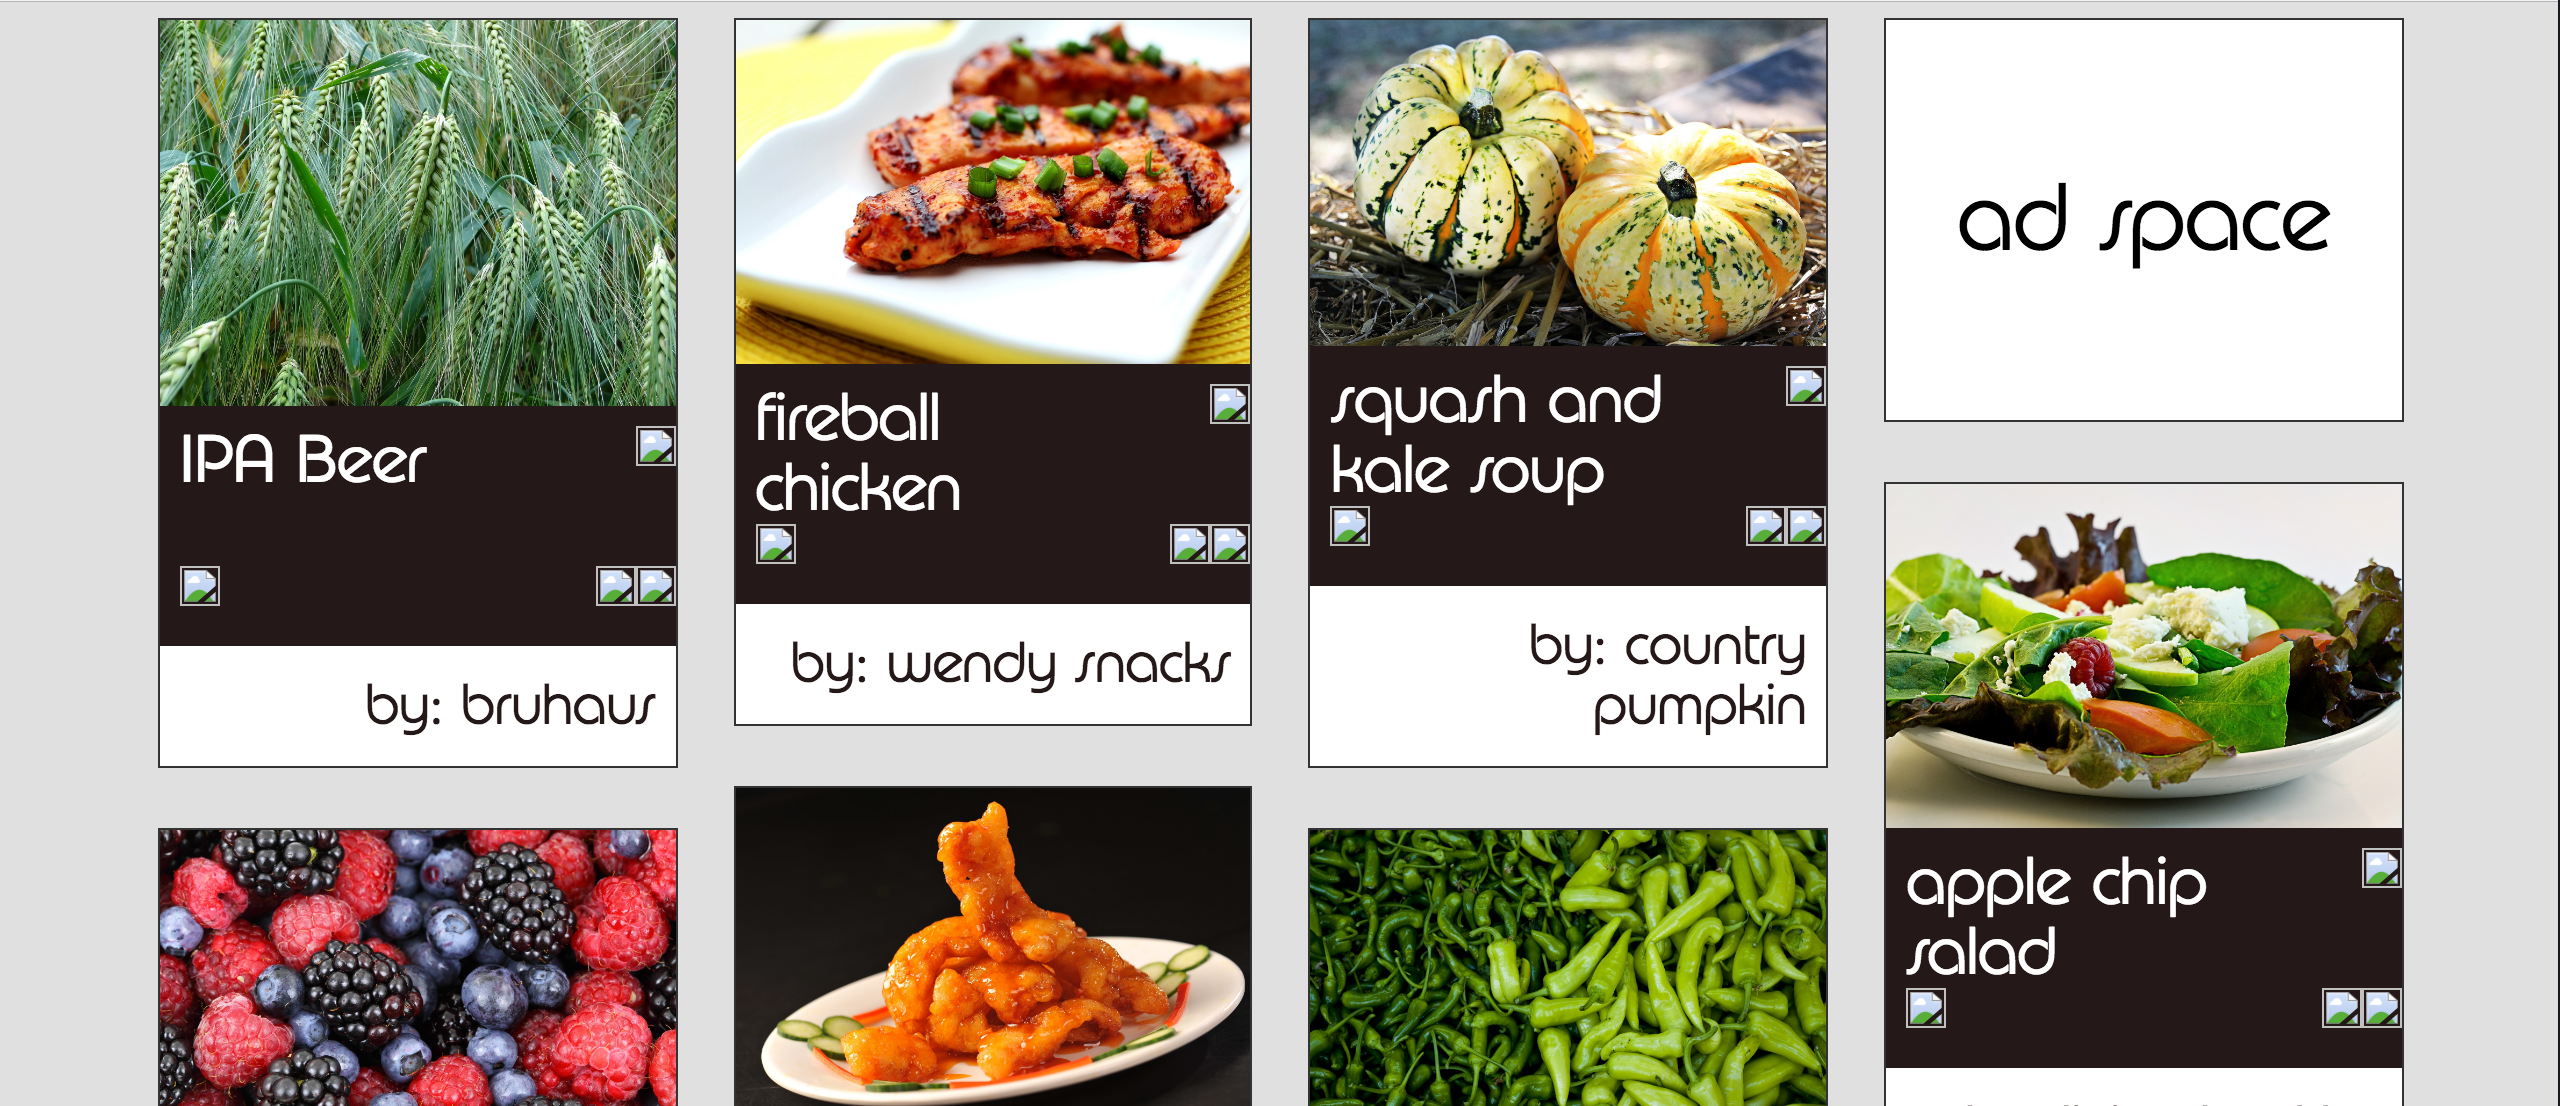 IPA Beer
by: bruhaus
fireball
chicken
by: wendy snacks
squash and
kale soup
by: country
pumpkin
ad space
apple chip
salad